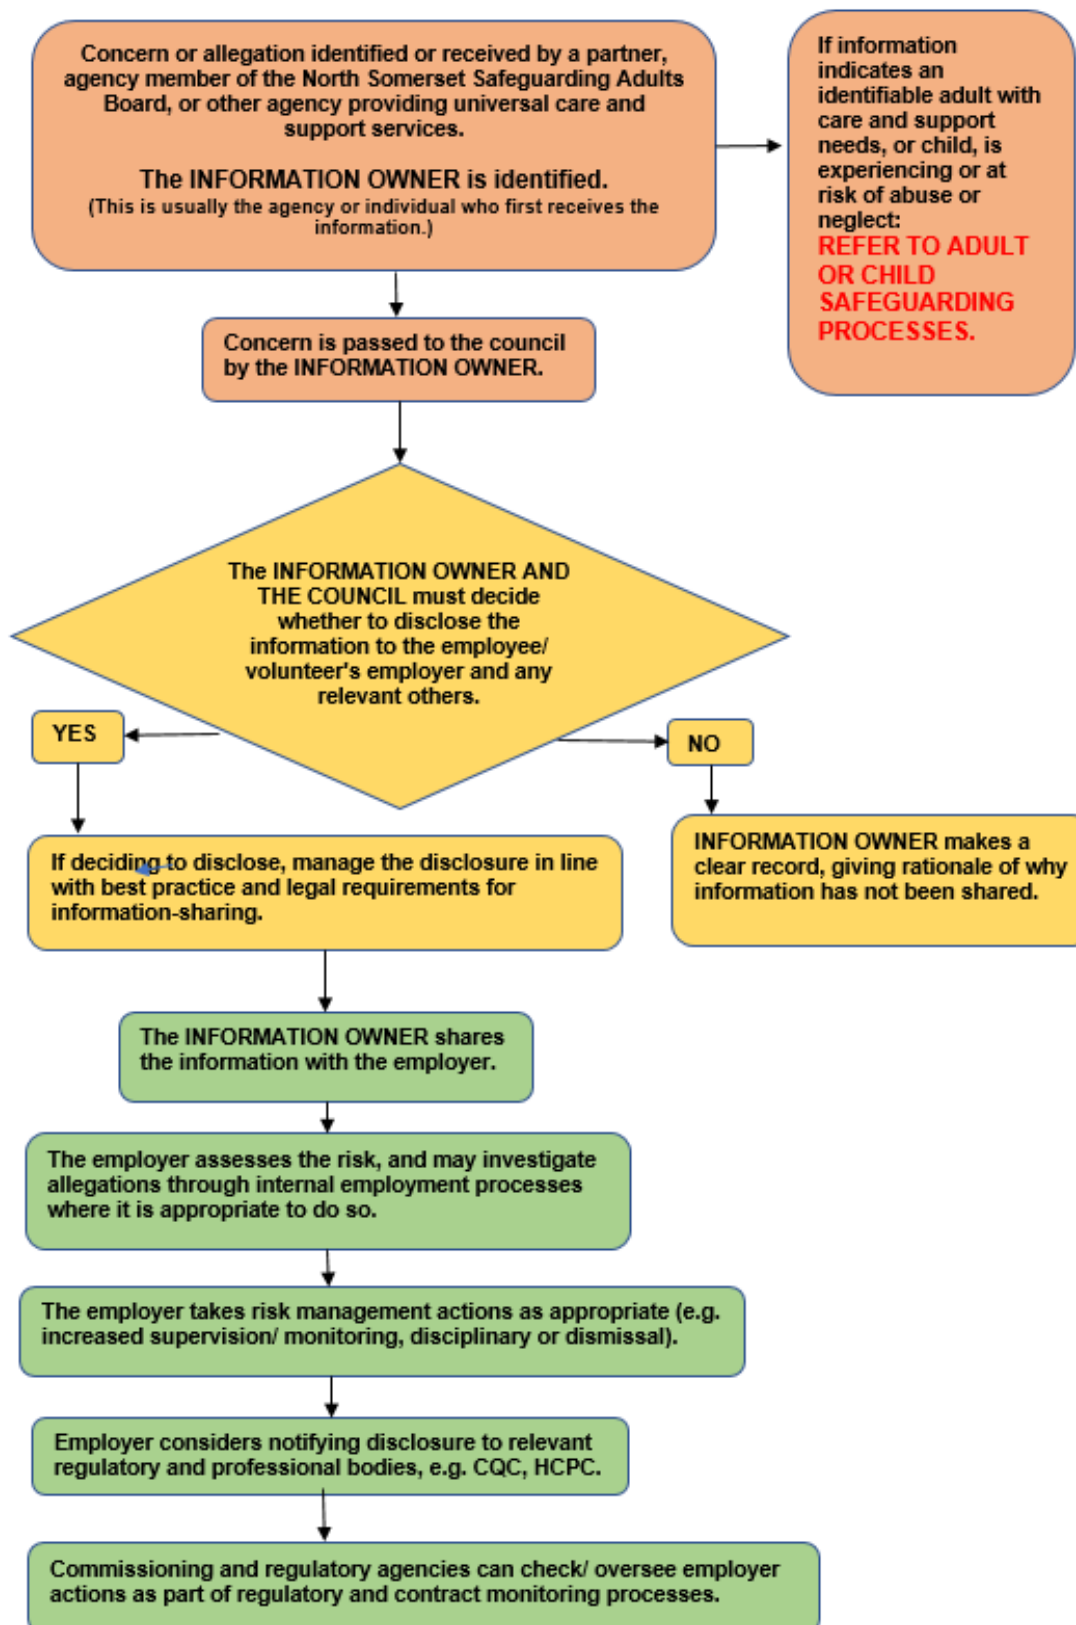 Concern or allegation identified or received by a partner,
agency member of the North Somerset Safeguarding Adults
Board, or other agency providing universal care and
support services.
The INFORMATION OWNER is identified.
(This is usually the agency or individual who first receives the
information.)
If information
indicates an
identifiable adult with
care and support
needs, or child, is
experiencing or at
risk of abuse or
neglect:
REFER TO ADULT
OR CHILD
SAFEGUARDING
PROCESSES.
Concern is passed to the council
by the INFORMATION OWNER.
The INFORMATION OWNER AND
THE COUNCIL must decide
whether to disclose the
information to the employee/
volunteer's employer and any
relevant others.
YES
NO
If deciding to disclose, manage the disclosure in line
with best practice and legal requirements for
information-sharing.
INFORMATION OWNER makes a
clear record, giving rationale of why
information has not been shared.
The INFORMATION OWNER shares
the information with the employer.
The employer assesses the risk, and may investigate
allegations through internal employment processes
where it is appropriate to do so.
The employer takes risk management actions as appropriate (e.g.
increased supervision/ monitoring, disciplinary or dismissal).
Employer considers notifying disclosure to relevant
regulatory and professional bodies, e.g. CQC, HCPC.
Commissioning and regulatory agencies can check/ oversee employer
actions as part of regulatory and contract monitoring processes.